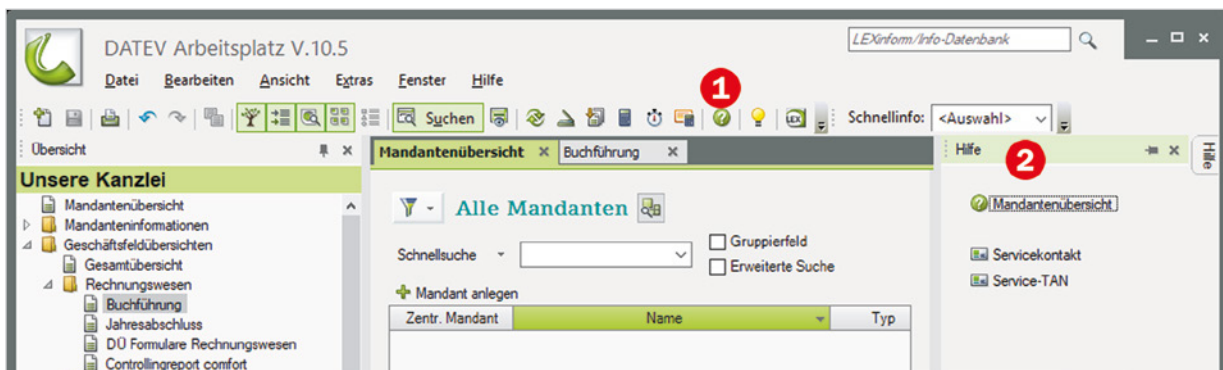 DATEV Arbeitsplatz V.10.5
LEXinform/Info-Datenbank
Datei Bearbeiten Ansicht Extras Fenster Hilfe
1
Suchen LEX Schnellinfo: <Auswahl>
Übersicht
Mandantenübersicht Buchführung
Hilfe 2
Hilfe
Unsere Kanzlei
Mandantenübersicht
Mandanteninformationen
Geschäftsfeldübersichten
Gesamtübersicht
Rechnungswesen
Buchführung
Jahresabschluss
DÜ Formulare Rechnungswesen
Controllingreport comfort
Alle Mandanten
Schnellsuche
Gruppierfeld
Erweiterte Suche
Mandant anlegen
Zentr. Mandant Name Typ
Mandantenübersicht
Servicekontakt
Service-TAN